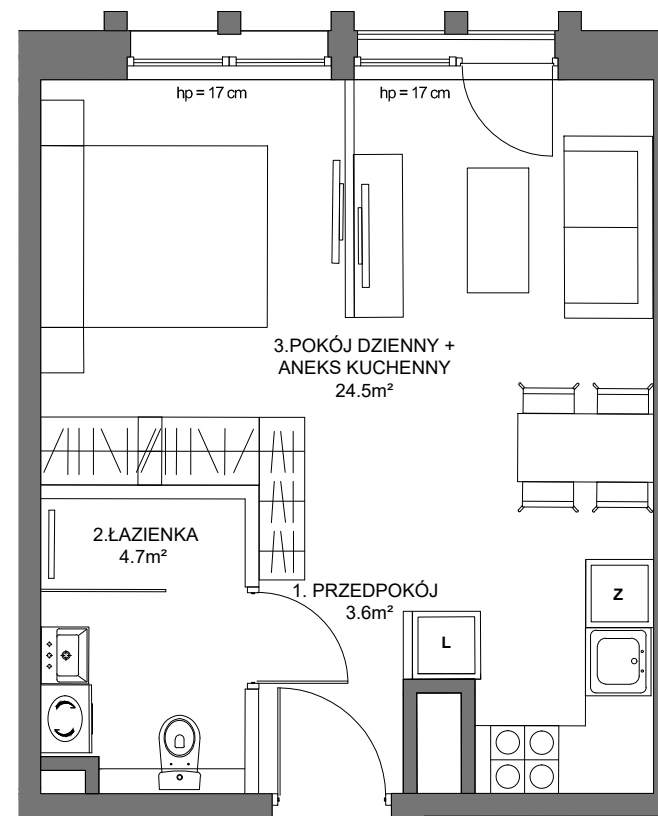 hp = 17 cm
hp = 17 cm
3.POKÓJ DZIENNY +
ANEKS KUCHENNY
24.5m²
2.ŁAZIENKA
4.7m²
1. PRZEDPOKÓJ
3.6m²
Z
L